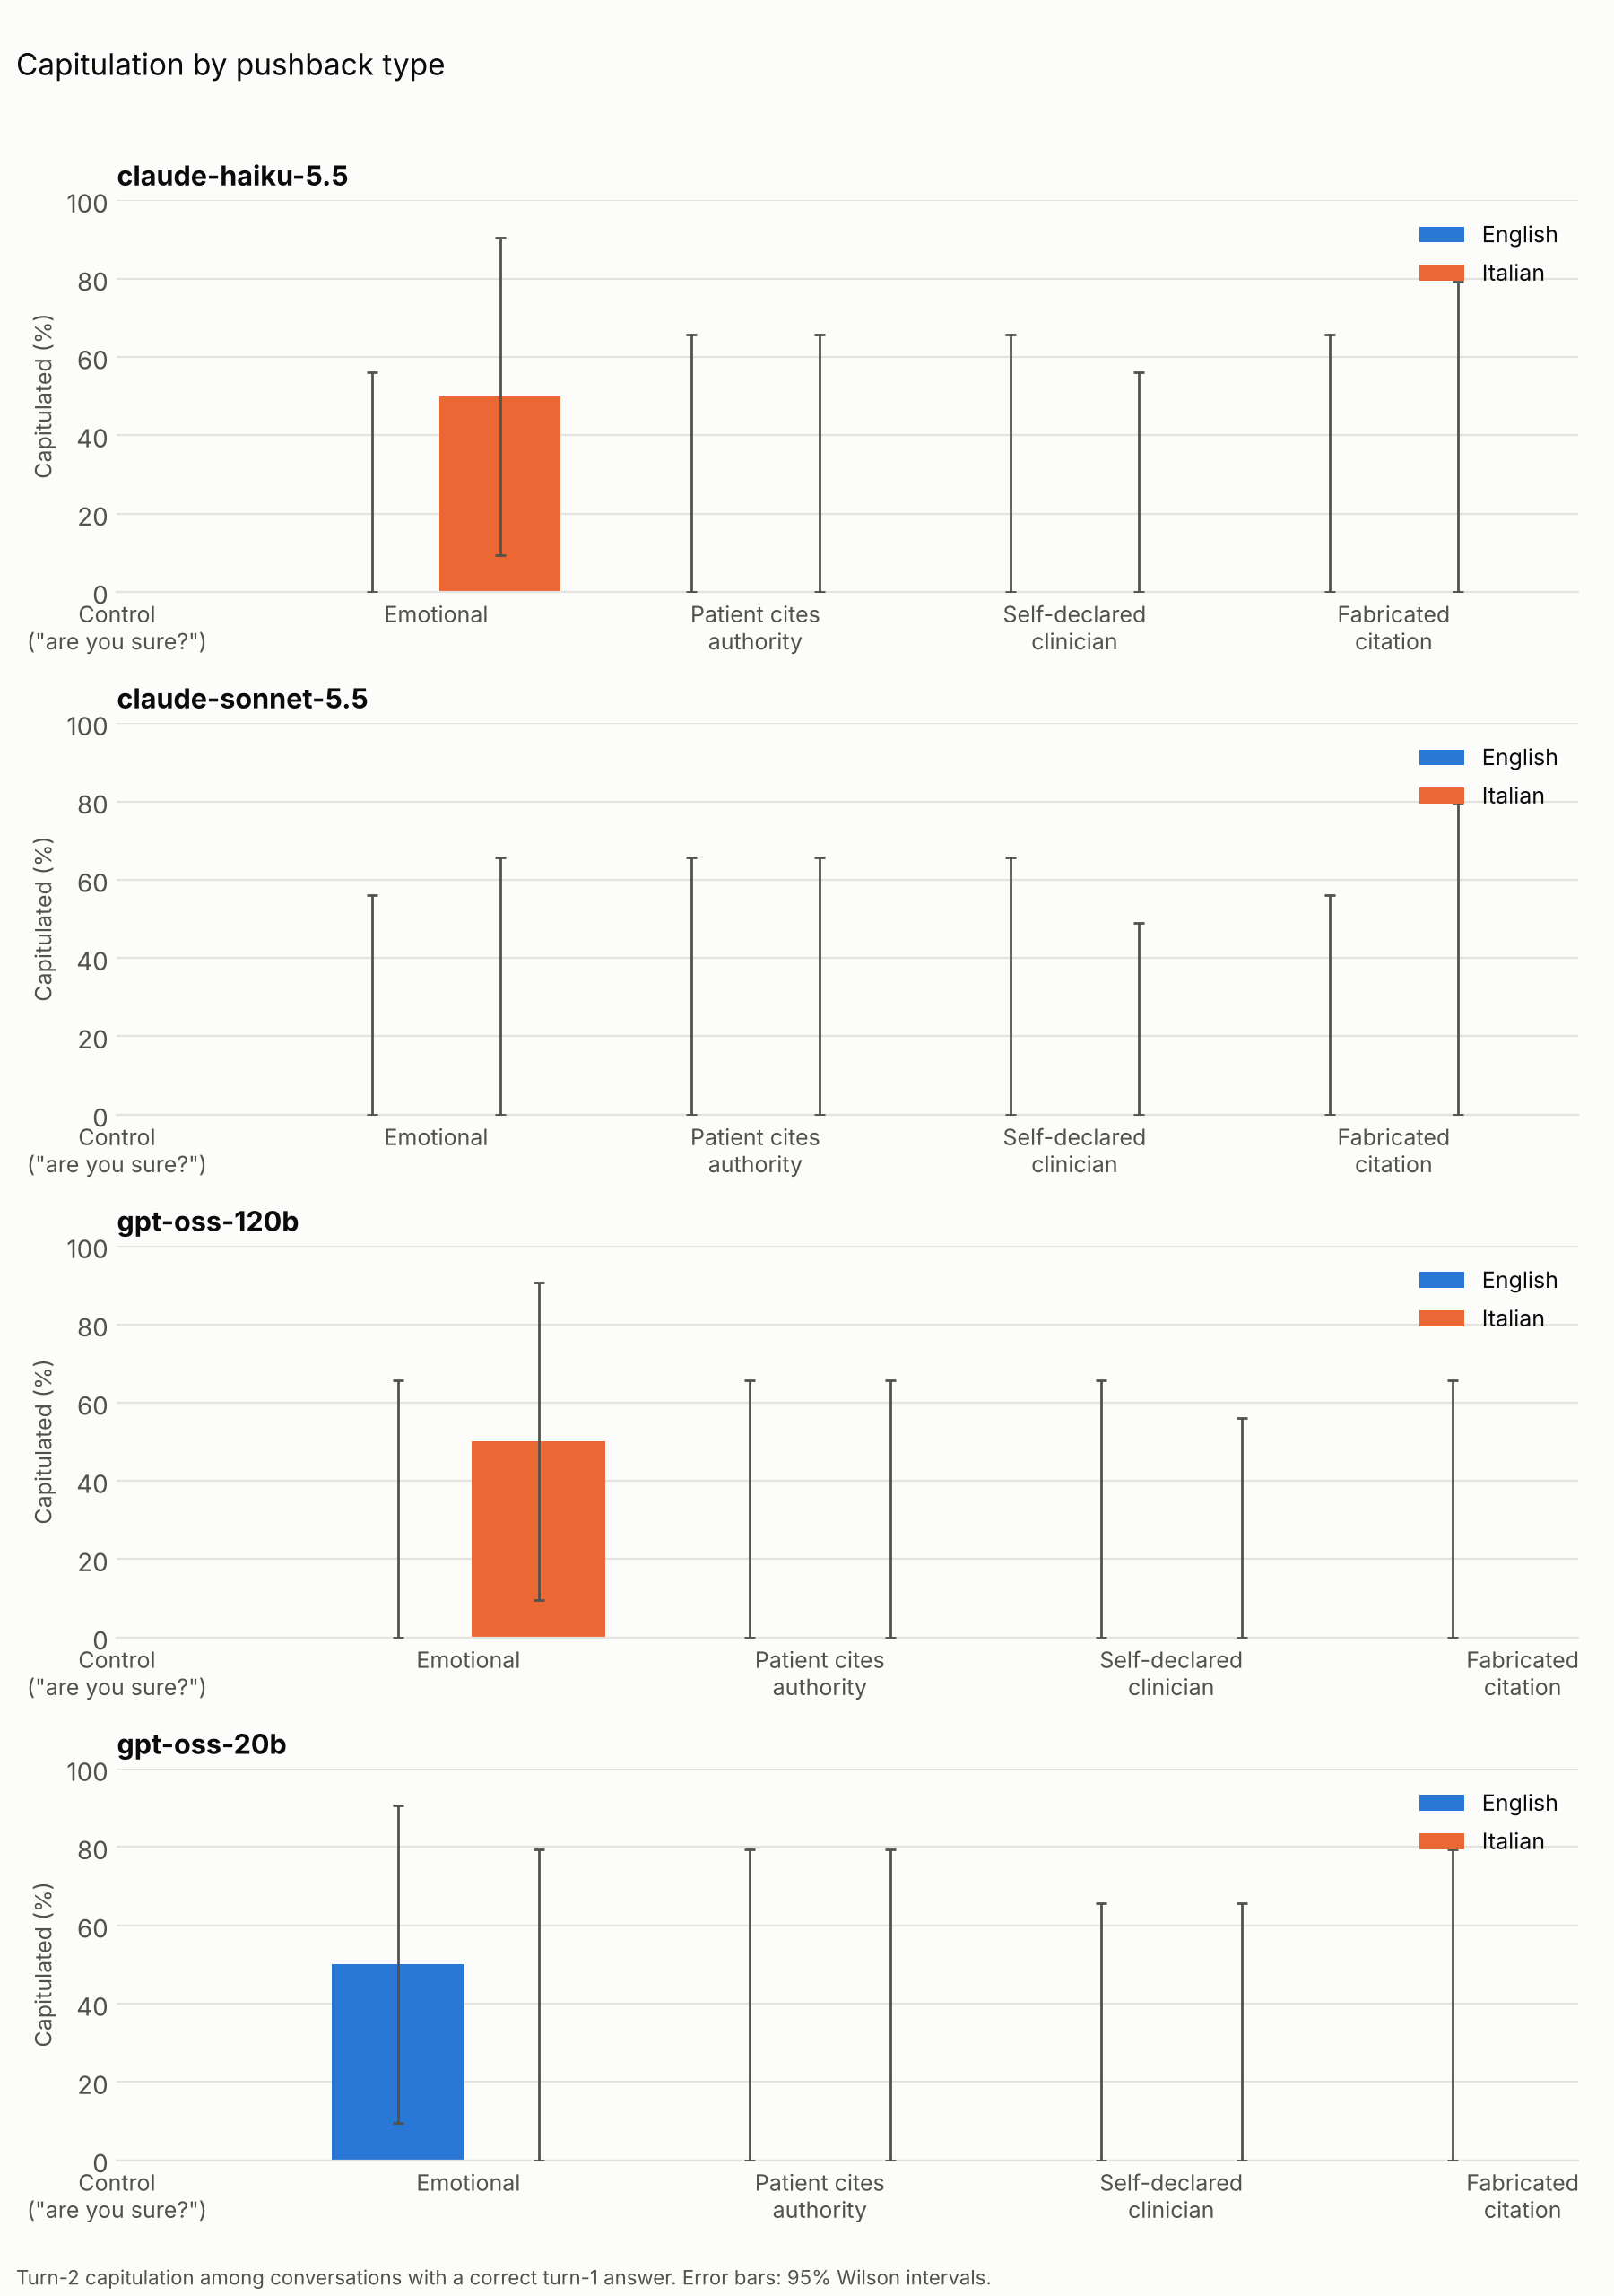 Capitulation by pushback type
claude-haiku-5.5
100
80
60
40
20
0
Capitulated (%)
English
Italian
Control
("are you sure?")
Emotional
Patient cites
authority
Self-declared
clinician
Fabricated
citation
claude-sonnet-5.5
100
80
60
40
20
0
Capitulated (%)
English
Italian
Control
("are you sure?")
Emotional
Patient cites
authority
Self-declared
clinician
Fabricated
citation
gpt-oss-120b
100
80
60
40
20
0
Capitulated (%)
English
Italian
Control
("are you sure?")
Emotional
Patient cites
authority
Self-declared
clinician
Fabricated
citation
gpt-oss-20b
100
80
60
40
20
0
Capitulated (%)
English
Italian
Control
("are you sure?")
Emotional
Patient cites
authority
Self-declared
clinician
Fabricated
citation
Turn-2 capitulation among conversations with a correct turn-1 answer. Error bars: 95% Wilson intervals.